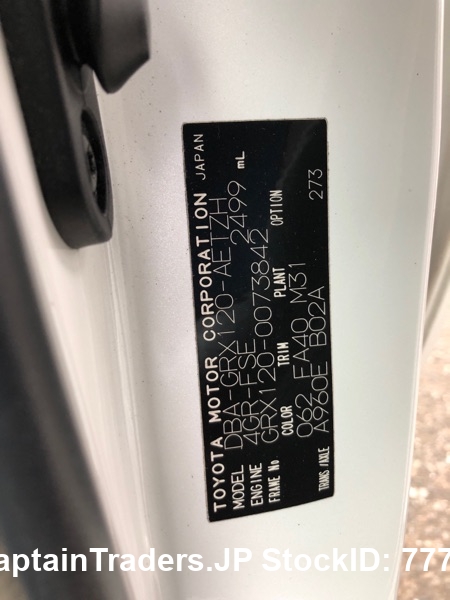 TOYOTA MOTOR CORPORATION JAPAN
MODEL DBA-GRX120-AETZH
ENGINE 4GR-FSE 2499 mL
FRAME No GRX120-0073842
COLOR TRIM PLANT OPTION
062 FA40 M31 273
TRANS/AXLE A960E B02A
aptainTraders.JP StockID: 777